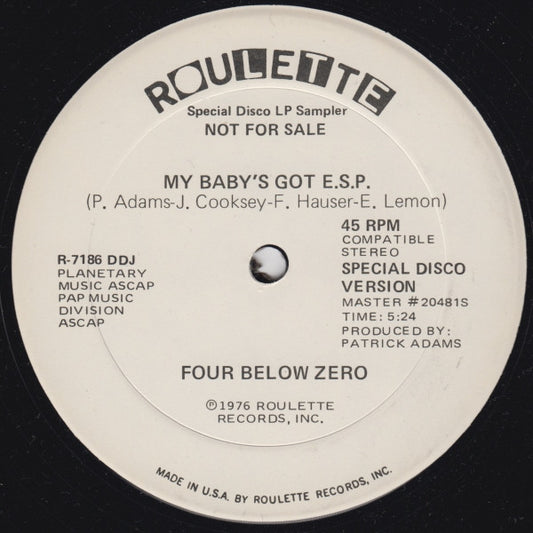 ROULETTE
Special Disco LP Sampler
NOT FOR SALE
MY BABY'S GOT E.S.P.
(P. Adams-J. Cooksey-F. Hauser-E. Lemon)
R-7186 DDJ
PLANETARY
MUSIC ASCAP
PAP MUSIC
DIVISION
ASCAP
45 RPM
COMPATIBLE
STEREO
SPECIAL DISCO
VERSION
MASTER #20481S
TIME: 5:24
PRODUCED BY:
PATRICK ADAMS
FOUR BELOW ZERO
℗1976 ROULETTE
RECORDS, INC.
MADE IN U.S.A. BY ROULETTE RECORDS, INC.